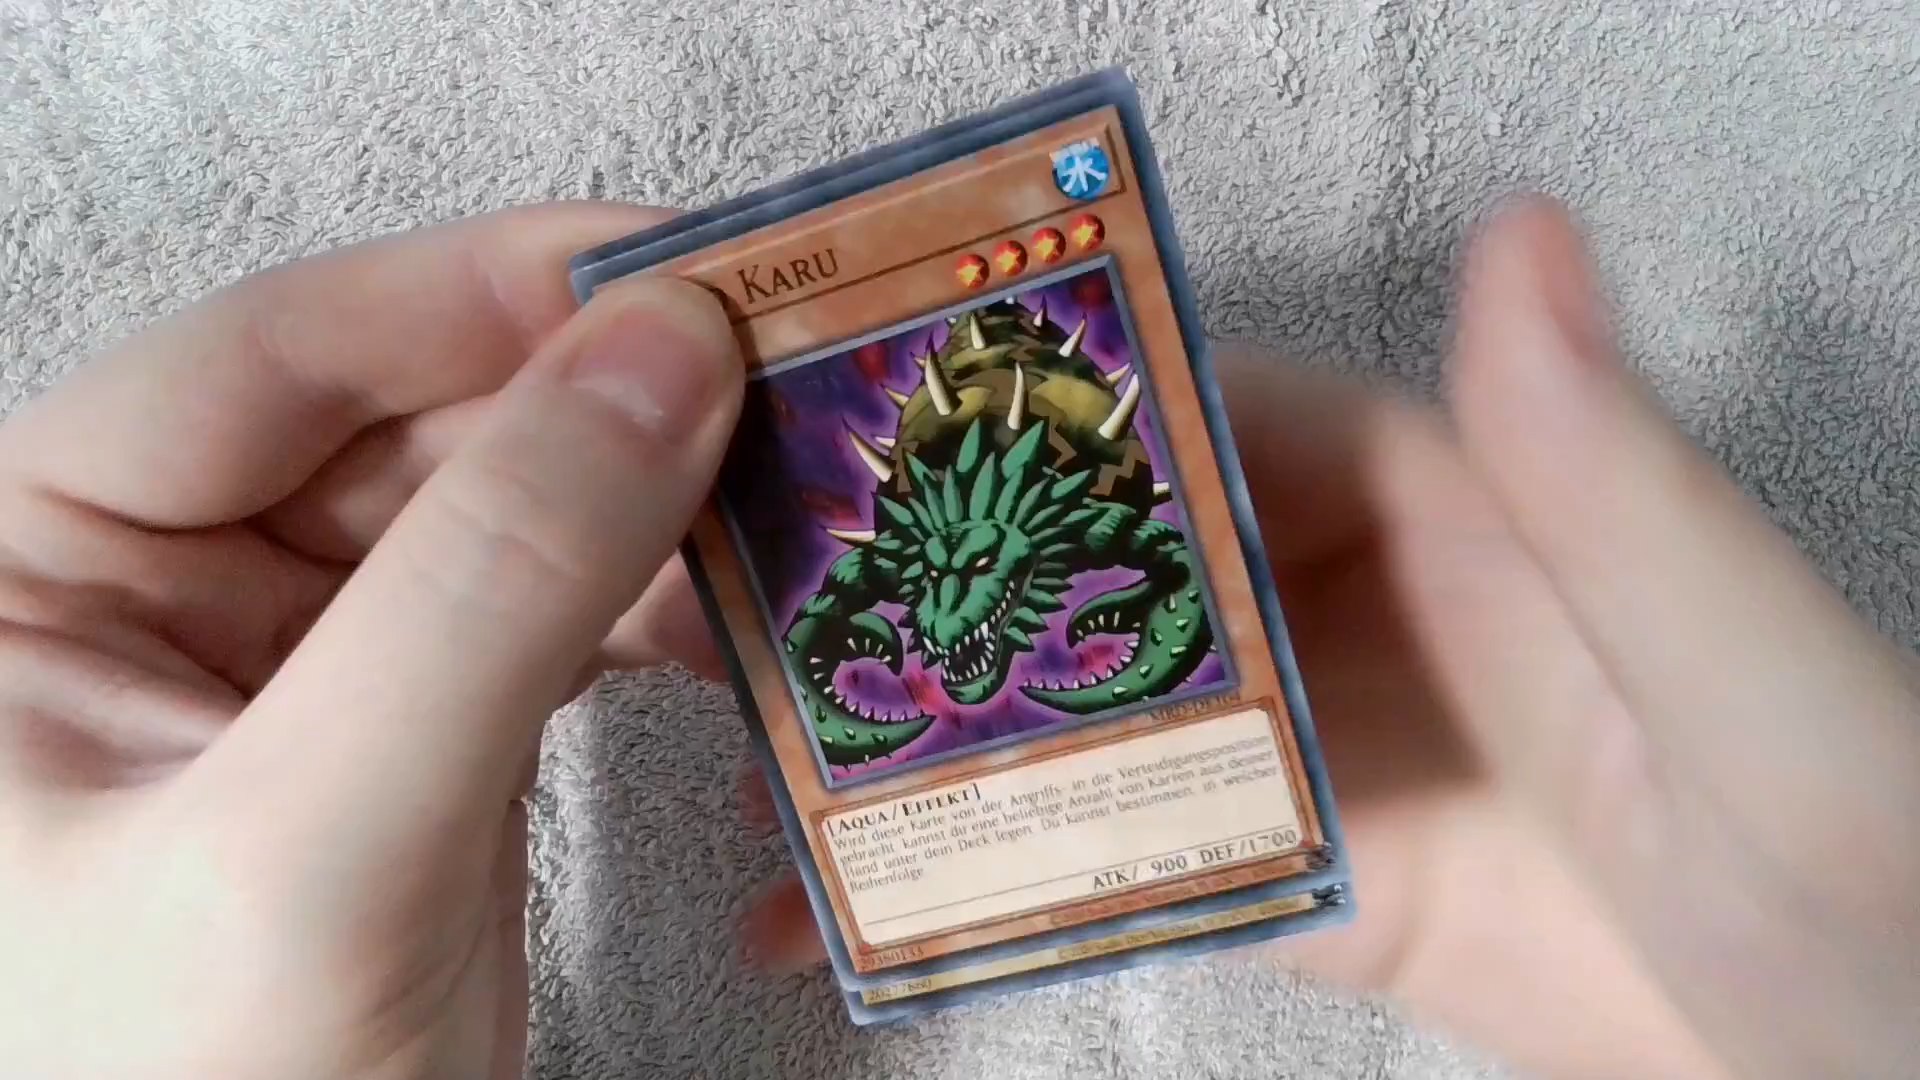 KARU
水
[AQUA/EFFEKT]
Wird diese Karte von der Angriffs- in die Verteidigungsposition
gebracht, kannst du eine beliebige Anzahl von Karten aus deiner
Hand unter dein Deck legen. Du kannst bestimmen, in welcher
Reihenfolge
ATK/ 900 DEF/1700
20277860